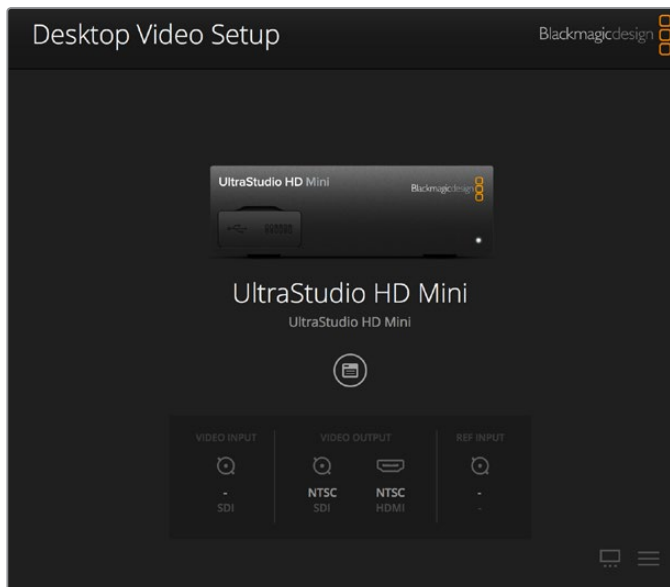 Desktop Video Setup
Blackmagicdesign
UltraStudio HD Mini
Blackmagicdesign
UltraStudio HD Mini
UltraStudio HD Mini
VIDEO INPUT
VIDEO OUTPUT
REF INPUT
-
NTSC
NTSC
-
SDI
SDI
HDMI
-